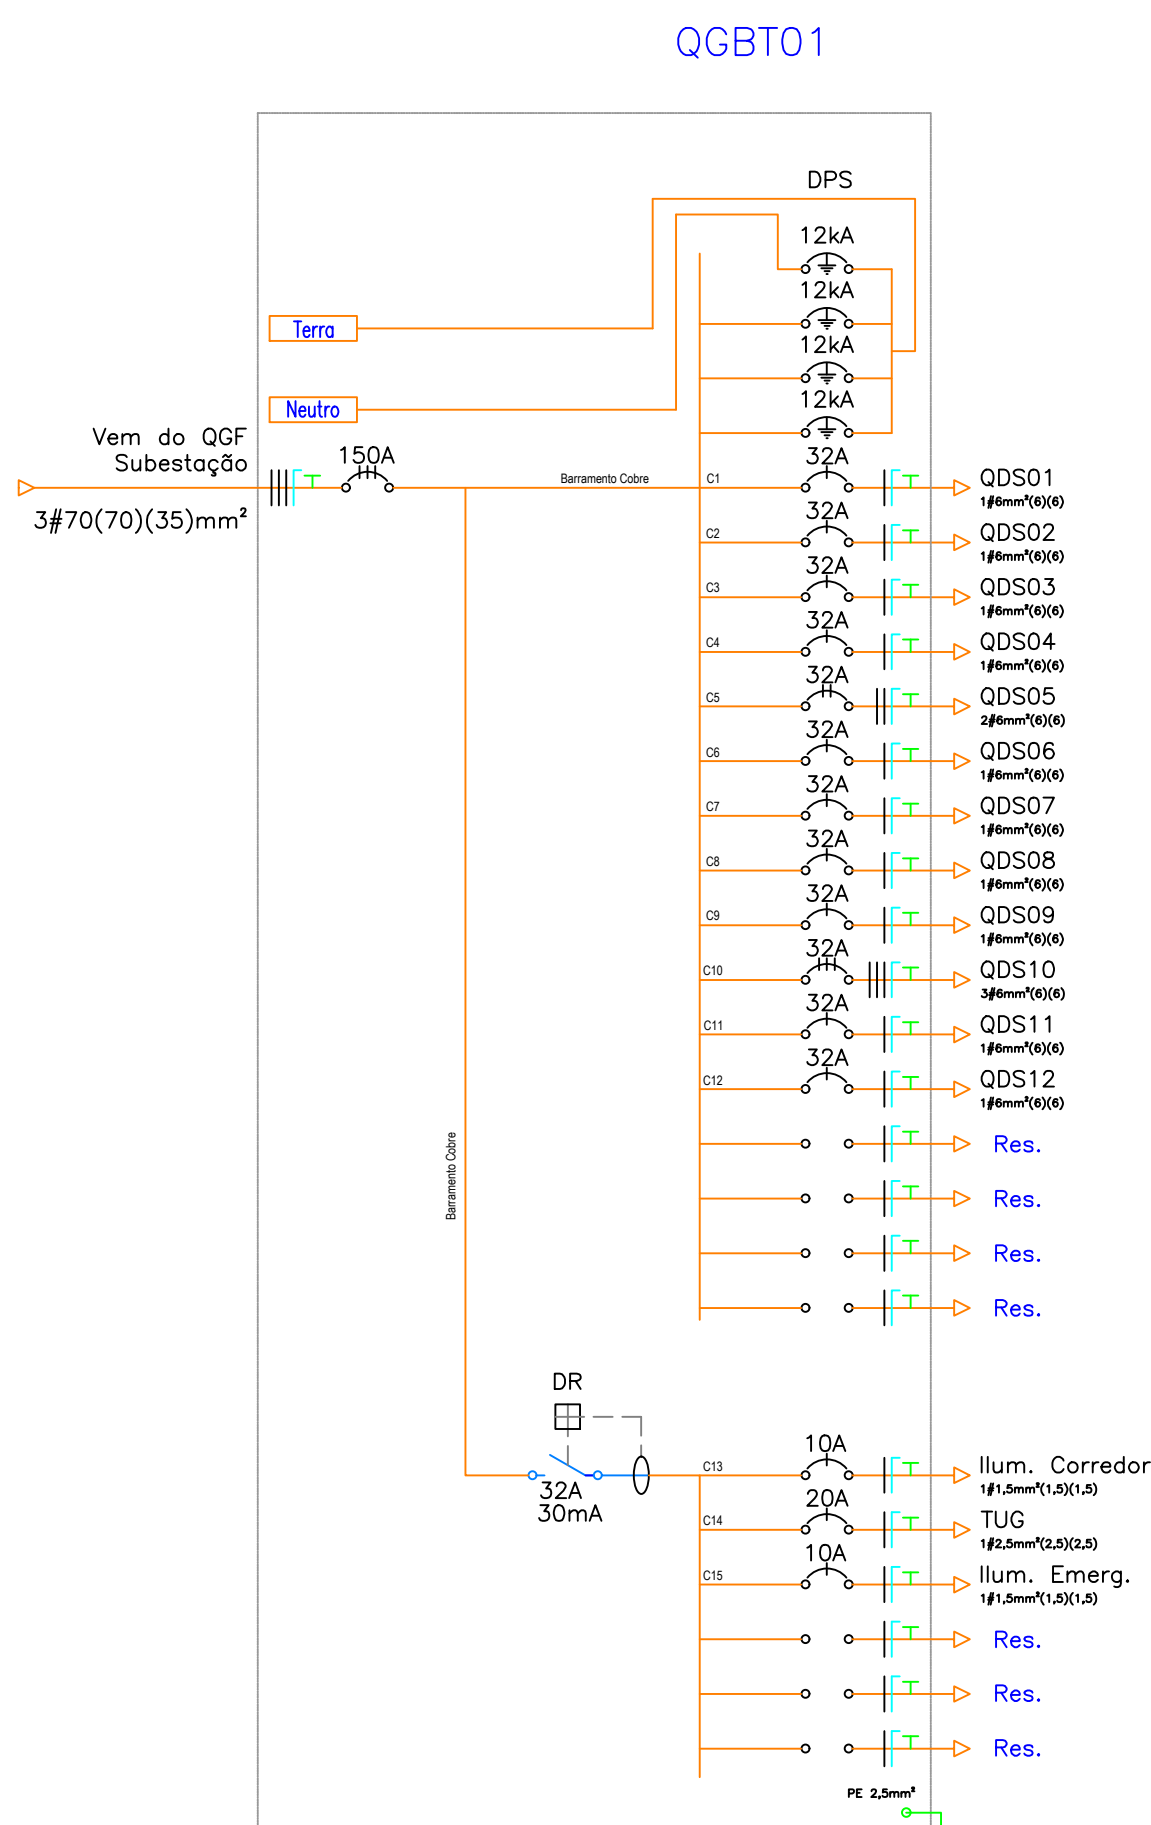 QGBT01
DPS
12kA
12kA
12kA
12kA
Terra
Neutro
Vem do QGF
Subestação
3#70(70)(35)mm²
150A
Barramento Cobre
C1
32A
QDS01
1#6mm²(6)(6)
C2
32A
QDS02
1#6mm²(6)(6)
C3
32A
QDS03
1#6mm²(6)(6)
C4
32A
QDS04
1#6mm²(6)(6)
C5
32A
QDS05
2#6mm²(6)(6)
C6
32A
QDS06
1#6mm²(6)(6)
C7
32A
QDS07
1#6mm²(6)(6)
C8
32A
QDS08
1#6mm²(6)(6)
C9
32A
QDS09
1#6mm²(6)(6)
C10
32A
QDS10
3#6mm²(6)(6)
C11
32A
QDS11
1#6mm²(6)(6)
C12
32A
QDS12
1#6mm²(6)(6)
Barramento Cobre
Res.
Res.
Res.
Res.
DR
32A
30mA
C13
10A
Ilum. Corredor
1#1,5mm²(1,5)(1,5)
C14
20A
TUG
1#2,5mm²(2,5)(2,5)
C15
10A
Ilum. Emerg.
1#1,5mm²(1,5)(1,5)
Res.
Res.
Res.
PE 2,5mm²